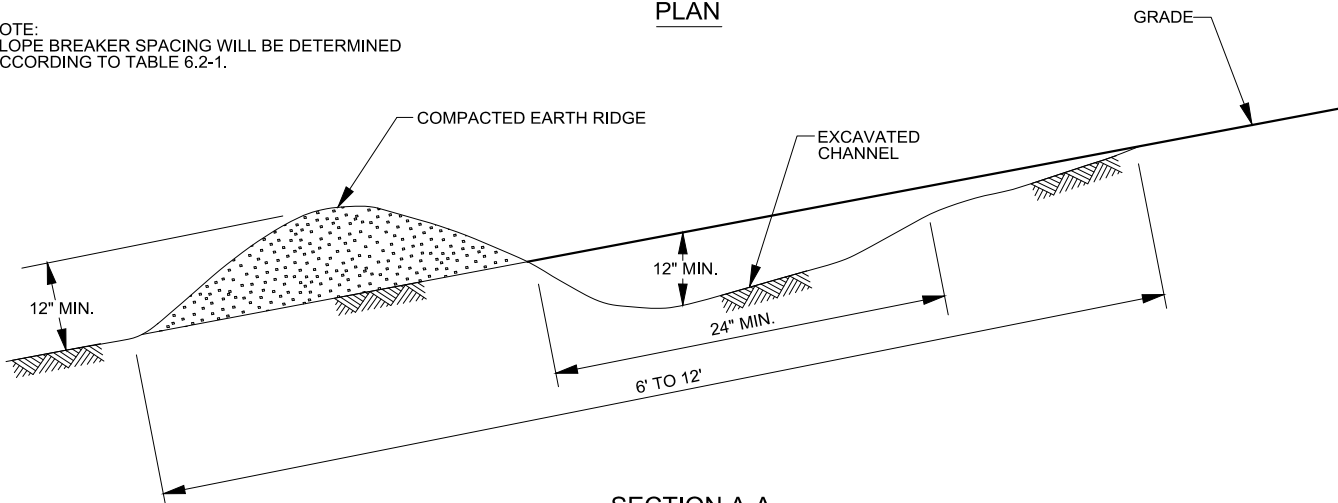 PLAN
OTE:
LOPE BREAKER SPACING WILL BE DETERMINED
CCORDING TO TABLE 6.2-1.
GRADE
COMPACTED EARTH RIDGE
EXCAVATED
CHANNEL
12" MIN.
12" MIN.
24" MIN.
6' TO 12'
SECTION A-A